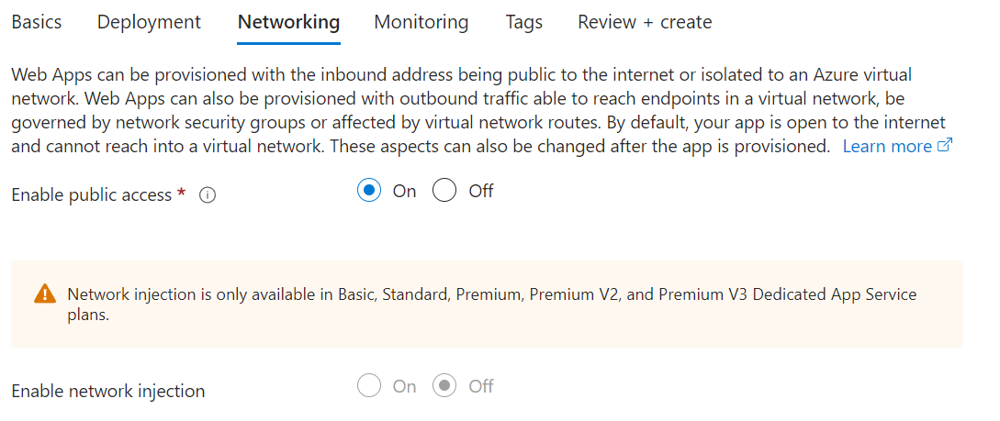 Basics Deployment Networking Monitoring Tags Review + create
Web Apps can be provisioned with the inbound address being public to the internet or isolated to an Azure virtual
network. Web Apps can also be provisioned with outbound traffic able to reach endpoints in a virtual network, be
governed by network security groups or affected by virtual network routes. By default, your app is open to the internet
and cannot reach into a virtual network. These aspects can also be changed after the app is provisioned. Learn more
Enable public access * On Off
Network injection is only available in Basic, Standard, Premium, Premium V2, and Premium V3 Dedicated App Service
plans.
Enable network injection On Off